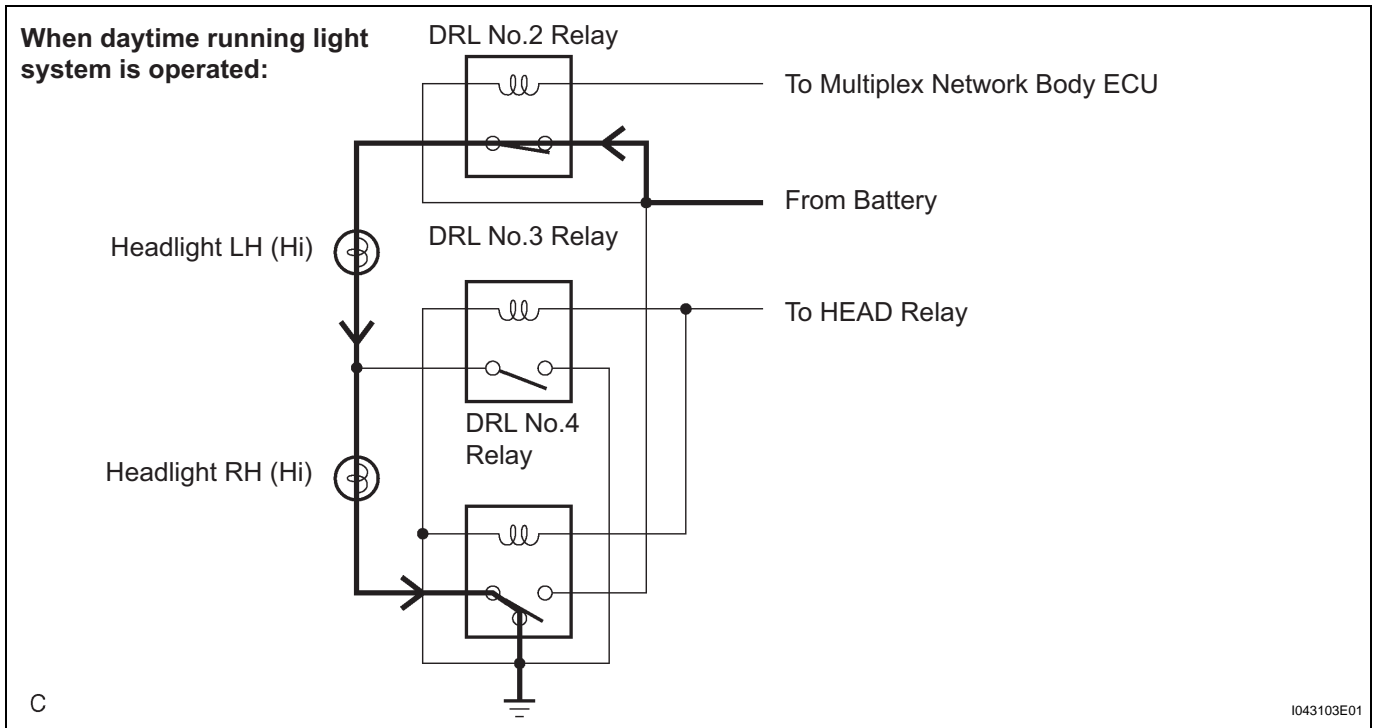 When daytime running light
system is operated:
DRL No.2 Relay
To Multiplex Network Body ECU
From Battery
Headlight LH (Hi)
DRL No.3 Relay
To HEAD Relay
DRL No.4
Relay
Headlight RH (Hi)
C
I043103E01